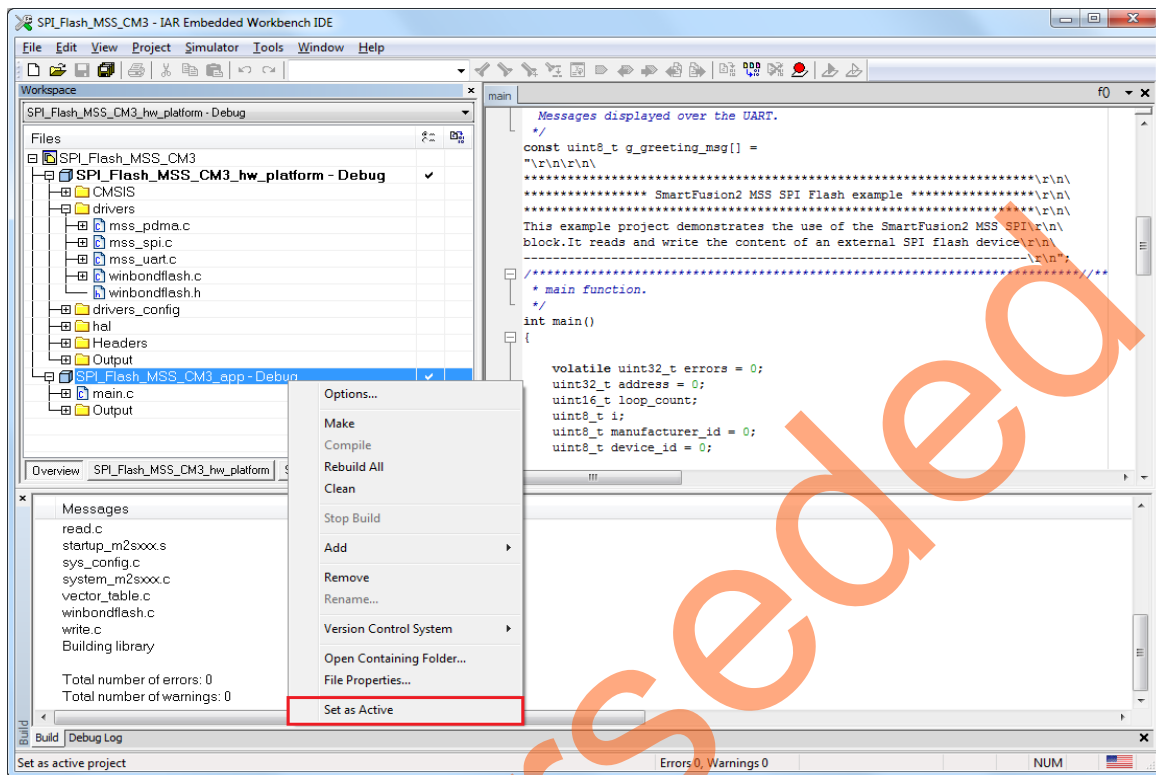 SPI_Flash_MSS_CM3 - IAR Embedded Workbench IDE
File Edit View Project Simulator Tools Window Help
Workspace
SPI_Flash_MSS_CM3_hw_platform - Debug
Files
SPI_Flash_MSS_CM3
SPI_Flash_MSS_CM3_hw_platform - Debug
CMSIS
drivers
mss_pdma.c
mss_spi.c
mss_uart.c
winbondflash.c
winbondflash.h
drivers_config
hal
Headers
Output
SPI_Flash_MSS_CM3_app - Debug
main.c
Output
Overview SPI_Flash_MSS_CM3_hw_platform S
main
f()
Messages displayed over the UART.
*/
const uint8_t g_greeting_msg[] =
"\r\n\r\n\
******************************************************************************\r\n\
***************** SmartFusion2 MSS SPI Flash example *****************\r\n\
******************************************************************************\r\n\
This example project demonstrates the use of the SmartFusion2 MSS SPI\r\n\
block.It reads and write the content of an external SPI flash device\r\n\
------------------------------------------------------------------------------\r\n";
/*****************************************************************************//**
* main function.
*/
int main()
{
volatile uint32_t errors = 0;
uint32_t address = 0;
uint16_t loop_count;
uint8_t i;
uint8_t manufacturer_id = 0;
uint8_t device_id = 0;
Options...
Make
Compile
Rebuild All
Clean
Stop Build
Add
Remove
Rename...
Version Control System
Open Containing Folder...
File Properties...
Set as Active
Messages
read.c
startup_m2sxxx.s
sys_config.c
system_m2sxxx.c
vector_table.c
winbondflash.c
write.c
Building library
Total number of errors: 0
Total number of warnings: 0
Build
Build Debug Log
Set as active project Errors 0, Warnings 0 NUM
sseded